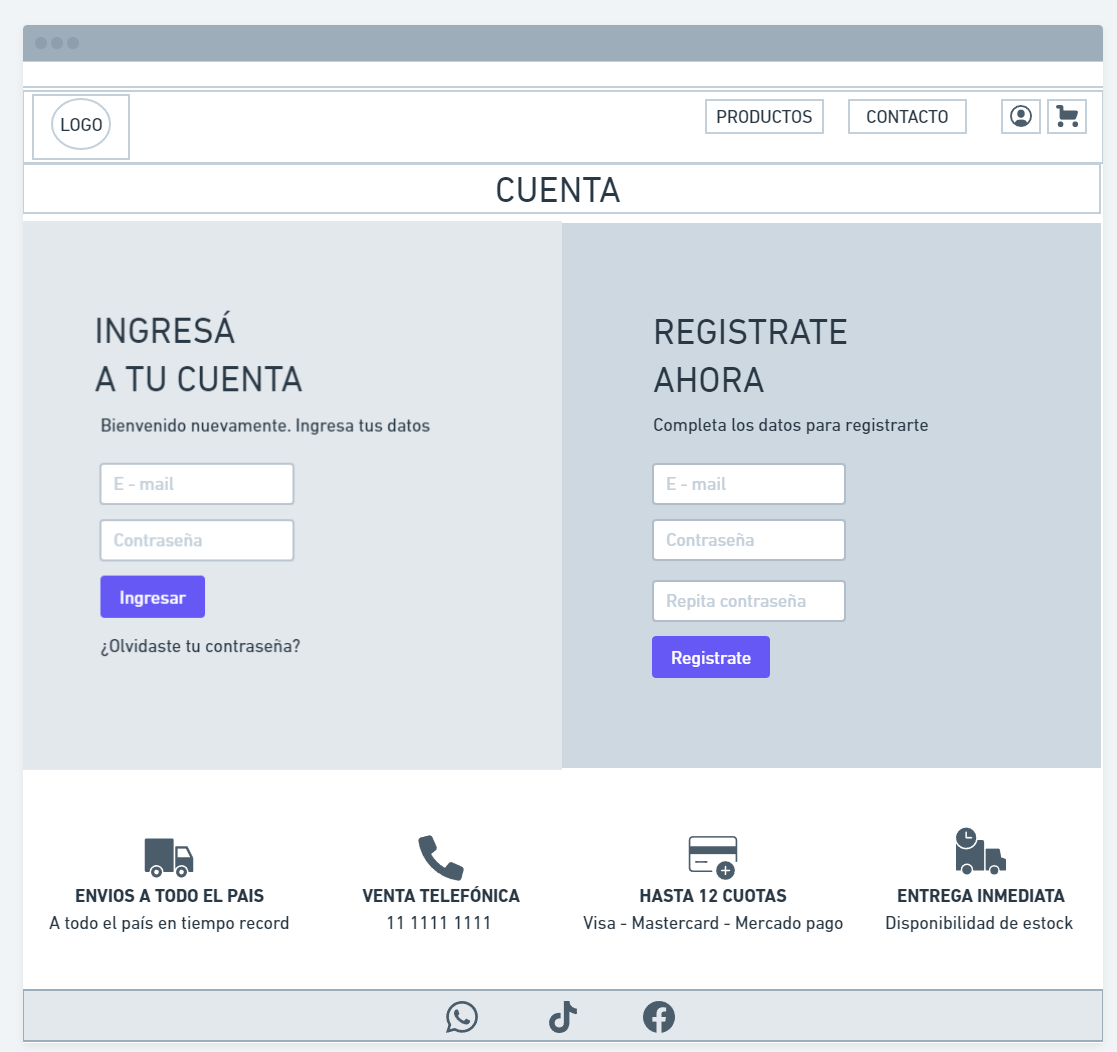 LOGO
PRODUCTOS
CONTACTO
CUENTA
INGRESÁ
A TU CUENTA
Bienvenido nuevamente. Ingresa tus datos
E - mail
Contraseña
Ingresar
¿Olvidaste tu contraseña?
REGISTRATE
AHORA
Completa los datos para registrarte
E - mail
Contraseña
Repita contraseña
Registrate
ENVIOS A TODO EL PAIS
A todo el país en tiempo record
VENTA TELEFÓNICA
11 1111 1111
HASTA 12 CUOTAS
Visa - Mastercard - Mercado pago
ENTREGA INMEDIATA
Disponibilidad de estock